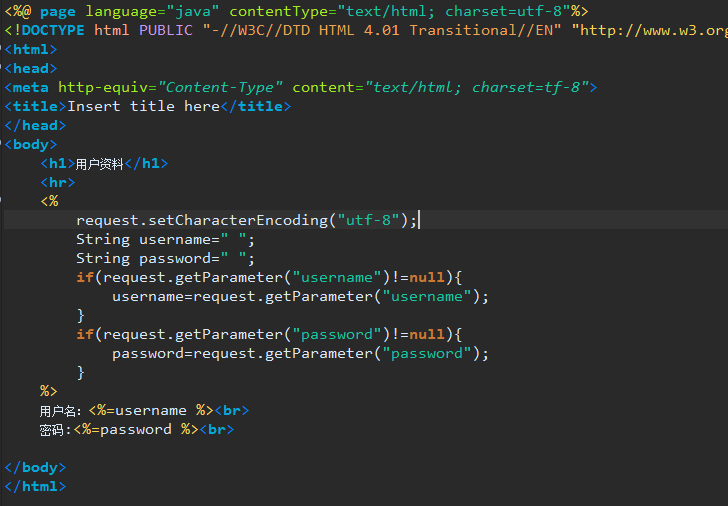 <%@ page language="java" contentType="text/html; charset=utf-8"%>
<!DOCTYPE html PUBLIC "-//W3C//DTD HTML 4.01 Transitional//EN" "http://www.w3.org
<html>
<head>
<meta http-equiv="Content-Type" content="text/html; charset=tf-8">
<title>Insert title here</title>
</head>
<body>
    <h1>用户资料</h1>
    <hr>
    <%
        request.setCharacterEncoding("utf-8");
        String username=" ";
        String password=" ";
        if(request.getParameter("username")!=null){
            username=request.getParameter("username");
        }
        if(request.getParameter("password")!=null){
            password=request.getParameter("password");
        }
    %>
    用户名：<%=username %><br>
    密码:<%=password %><br>
</body>
</html>